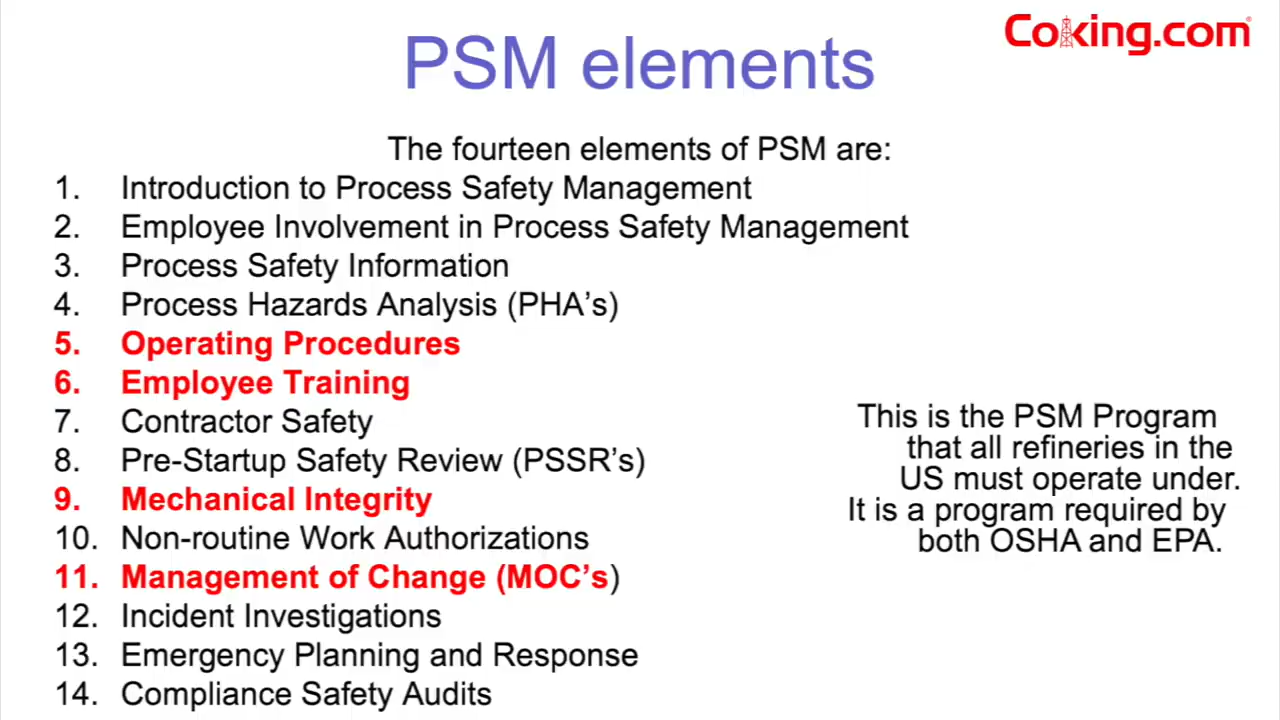 Coking.com®
PSM elements
The fourteen elements of PSM are:
1. Introduction to Process Safety Management
2. Employee Involvement in Process Safety Management
3. Process Safety Information
4. Process Hazards Analysis (PHA’s)
5. Operating Procedures
6. Employee Training
7. Contractor Safety
8. Pre-Startup Safety Review (PSSR’s)
9. Mechanical Integrity
10. Non-routine Work Authorizations
11. Management of Change (MOC’s)
12. Incident Investigations
13. Emergency Planning and Response
14. Compliance Safety Audits
This is the PSM Program
that all refineries in the
US must operate under.
It is a program required by
both OSHA and EPA.